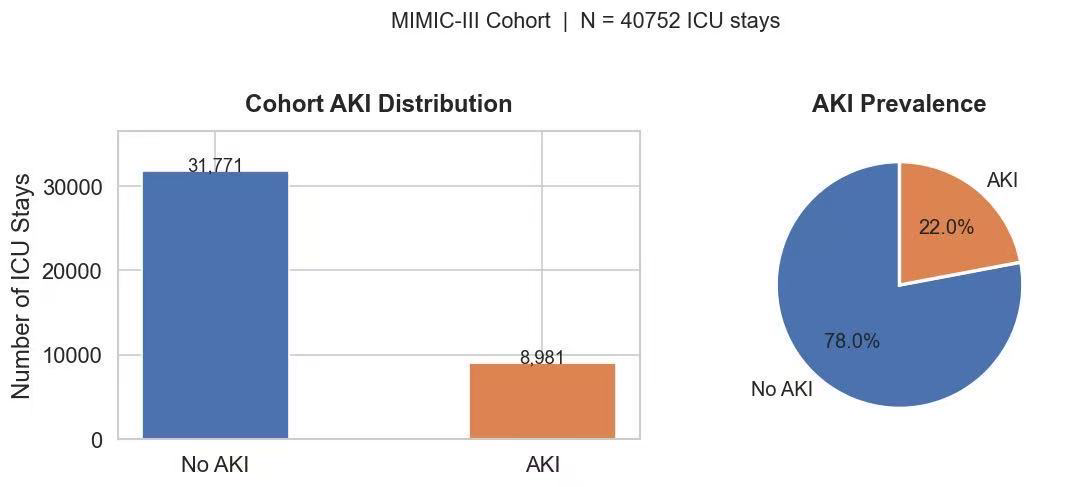 MIMIC-III Cohort | N = 40752 ICU stays
Cohort AKI Distribution
Number of ICU Stays
30000
20000
10000
0
31,771
8,981
No AKI
AKI
AKI Prevalence
AKI
22.0%
78.0%
No AKI